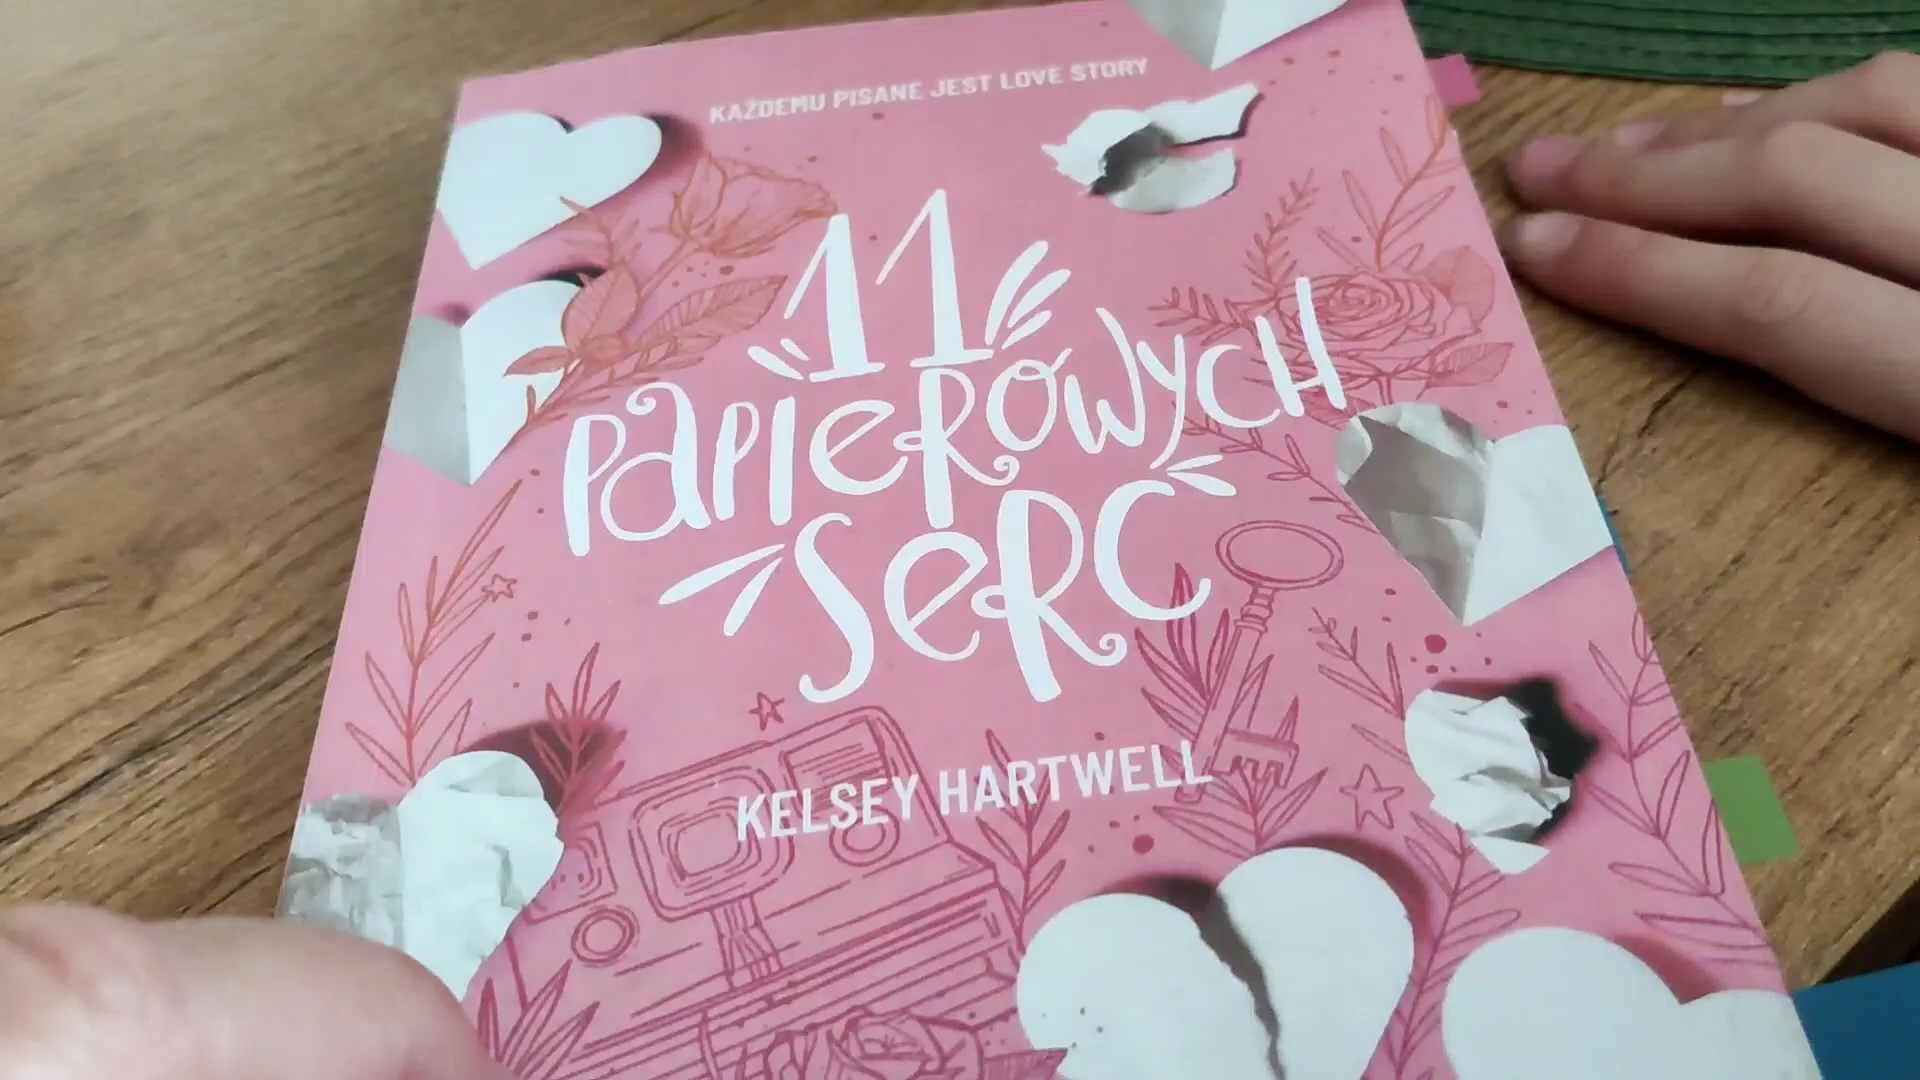 KAŻDEMU PISANE JEST LOVE STORY
11
PAPIEROWYCH
SERC
KELSEY HARTWELL